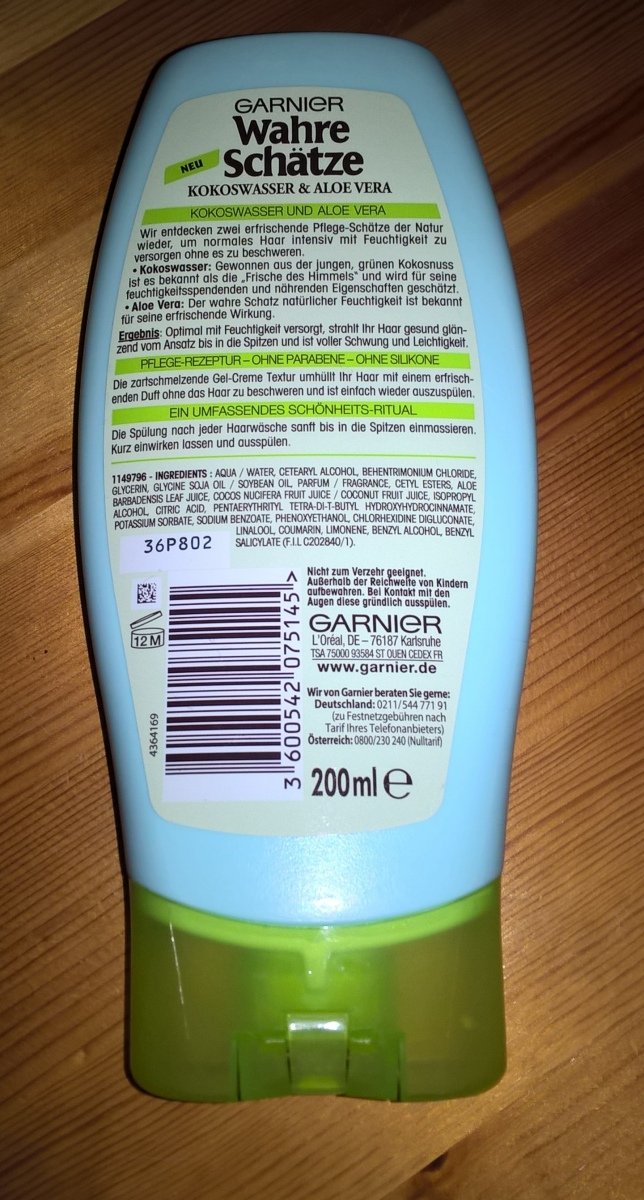 GARNIER
Wahre
NEU
Schätze
KOKOSWASSER & ALOE VERA
KOKOSWASSER UND ALOE VERA
Wir entdecken zwei erfrischende Pflege-Schätze der Natur
wieder, um normales Haar intensiv mit Feuchtigkeit zu
versorgen ohne es zu beschweren.
• Kokoswasser: Gewonnen aus der jungen, grünen Kokosnuss
ist es bekannt als die „Frische des Himmels“ und wird für seine
feuchtigkeitsspendenden und nährenden Eigenschaften geschätzt.
• Aloe Vera: Der wahre Schatz natürlicher Feuchtigkeit ist bekannt
für seine erfrischende Wirkung.
Ergebnis: Optimal mit Feuchtigkeit versorgt, strahlt Ihr Haar gesund glän-
zend vom Ansatz bis in die Spitzen und ist voller Schwung und Leichtigkeit.
PFLEGE-REZEPTUR – OHNE PARABENE – OHNE SILIKONE
Die zartschmelzende Gel-Creme Textur umhüllt Ihr Haar mit einem erfrisch-
enden Duft ohne das Haar zu beschweren und ist einfach wieder auszuspülen.
EIN UMFASSENDES SCHÖNHEITS-RITUAL
Die Spülung nach jeder Haarwäsche sanft bis in die Spitzen einmassieren.
Kurz einwirken lassen und ausspülen.
1149796 - INGREDIENTS : AQUA / WATER, CETEARYL ALCOHOL, BEHENTRIMONIUM CHLORIDE,
GLYCERIN, GLYCINE SOJA OIL / SOYBEAN OIL, PARFUM / FRAGRANCE, CETYL ESTERS, ALOE
BARBADENSIS LEAF JUICE, COCOS NUCIFERA FRUIT JUICE / COCONUT FRUIT JUICE, ISOPROPYL
ALCOHOL, CITRIC ACID, PENTAERYTHRITYL TETRA-DI-T-BUTYL HYDROXYHYDROCINNAMATE,
POTASSIUM SORBATE, SODIUM BENZOATE, PHENOXYETHANOL, CHLORHEXIDINE DIGLUCONATE,
LINALOOL, COUMARIN, LIMONENE, BENZYL ALCOHOL, BENZYL
SALICYLATE (F.I.L C202840/1).
36P802
Nicht zum Verzehr geeignet.
Außerhalb der Reichweite von Kindern
aufbewahren. Bei Kontakt mit den
Augen diese gründlich ausspülen.
12 M
4364169
3 600542 075145 >
GARNIER
L'Oréal, DE – 76187 Karlsruhe
TSA 75000 93584 ST OUEN CEDEX FR
www.garnier.de
Wir von Garnier beraten Sie gerne:
Deutschland: 0211/544 771 91
(zu Festnetzgebühren nach
Tarif Ihres Telefonanbieters)
Österreich: 0800/230 240 (Nulltarif)
200 ml ℮